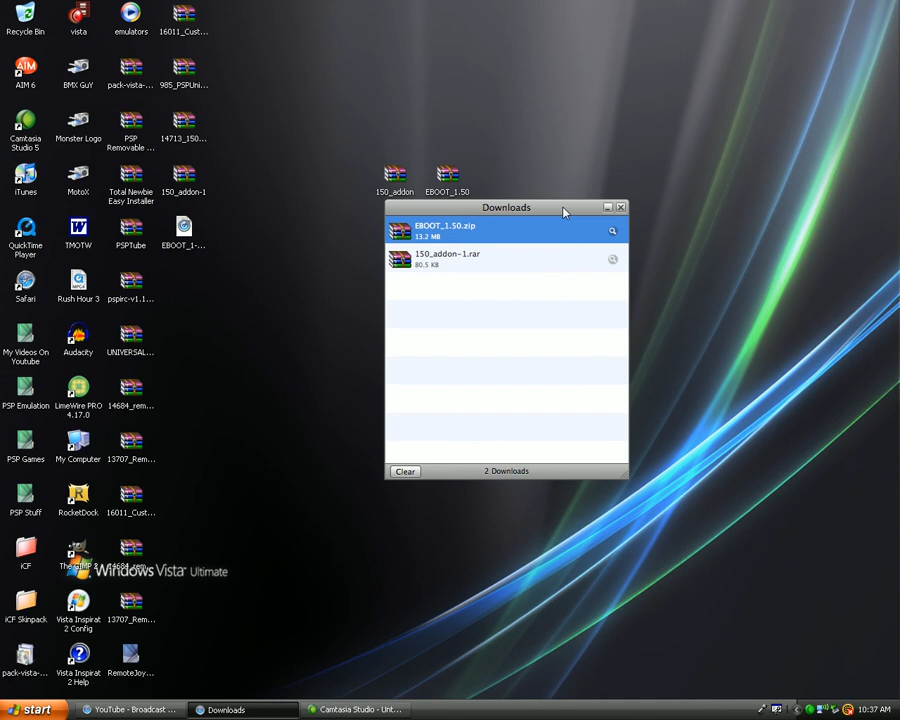 Recycle Bin
vista
emulators
16011_Cust...
AIM 6
BMX GuY
pack-vista-...
985_PSPUni...
Camtasia
Studio 5
Monster Logo
PSP
Removable ...
14713_150...
iTunes
MotoX
Total Newbie
Easy Installer
150_addon-1
150_addon
EBOOT_1.50
QuickTime
Player
TMOTW
PSPTube
EBOOT_1-...
Safari
Rush Hour 3
pspirc-v1.1...
My Videos On
Youtube
Audacity
UNIVERSAL...
PSP Emulation
LimeWire PRO
4.17.0
14684_rem...
PSP Games
My Computer
13707_Rem...
PSP Stuff
RocketDock
16011_Cust...
iCF
The GIMP 2
14684_rem...
Windows Vista Ultimate
iCF Skinpack
Vista Inspirat
2 Config
13707_Rem...
pack-vista-...
Vista Inspirat
2 Help
RemoteJoy...
Downloads
EBOOT_1.50.zip
13.2 MB
150_addon-1.rar
80.5 KB
Clear
2 Downloads
start
YouTube - Broadcast ...
Downloads
Camtasia Studio - Unt...
10:37 AM